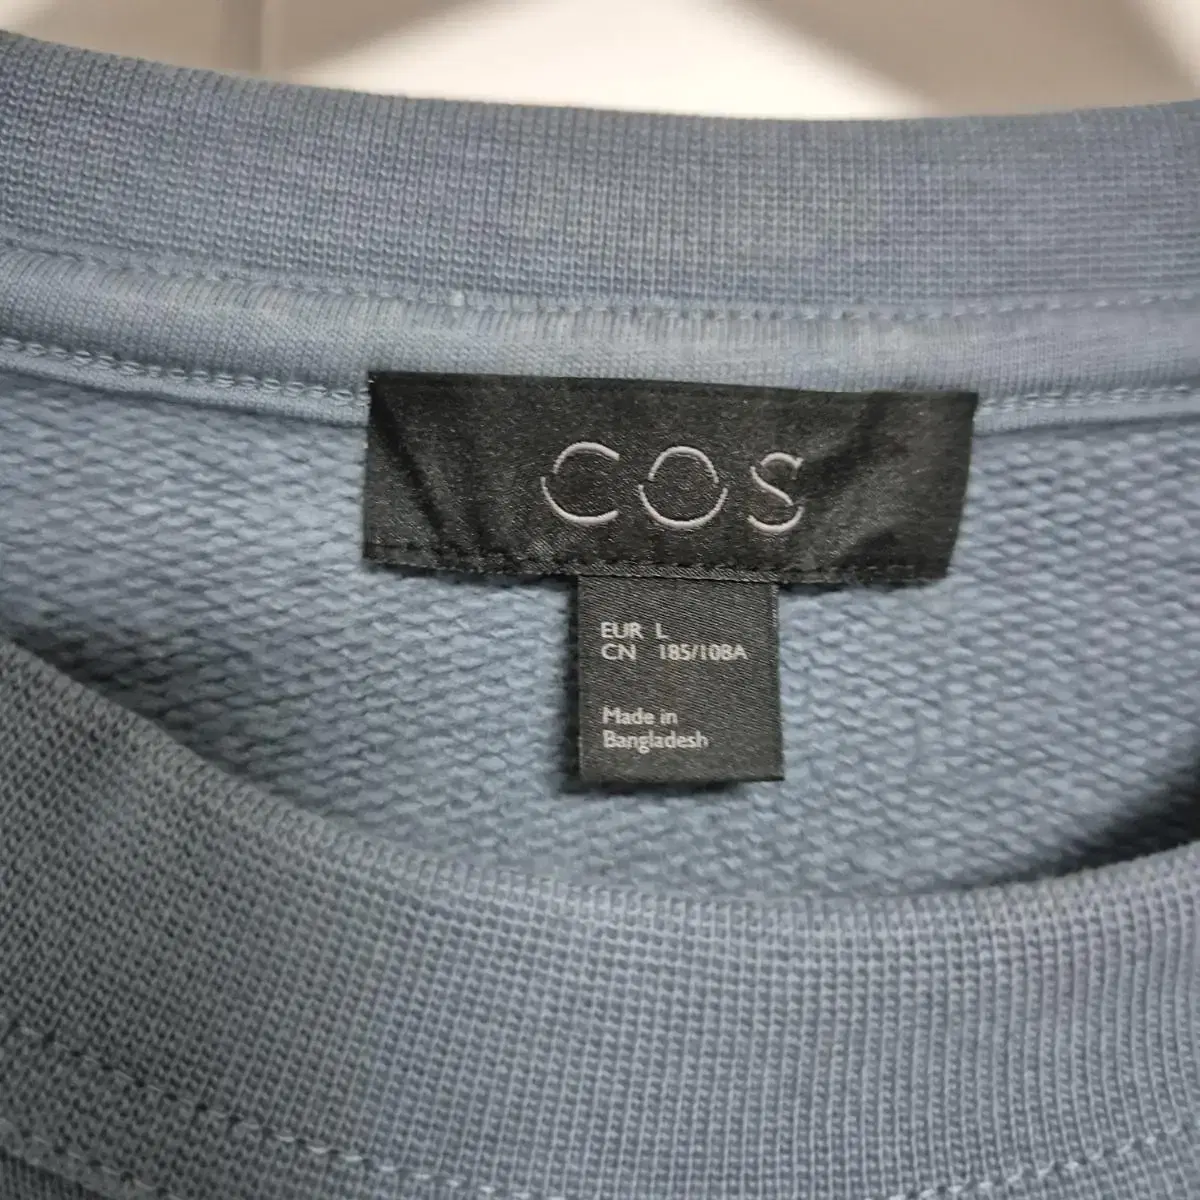 COS
EUR L
CN 185/108A
Made in
Bangladesh